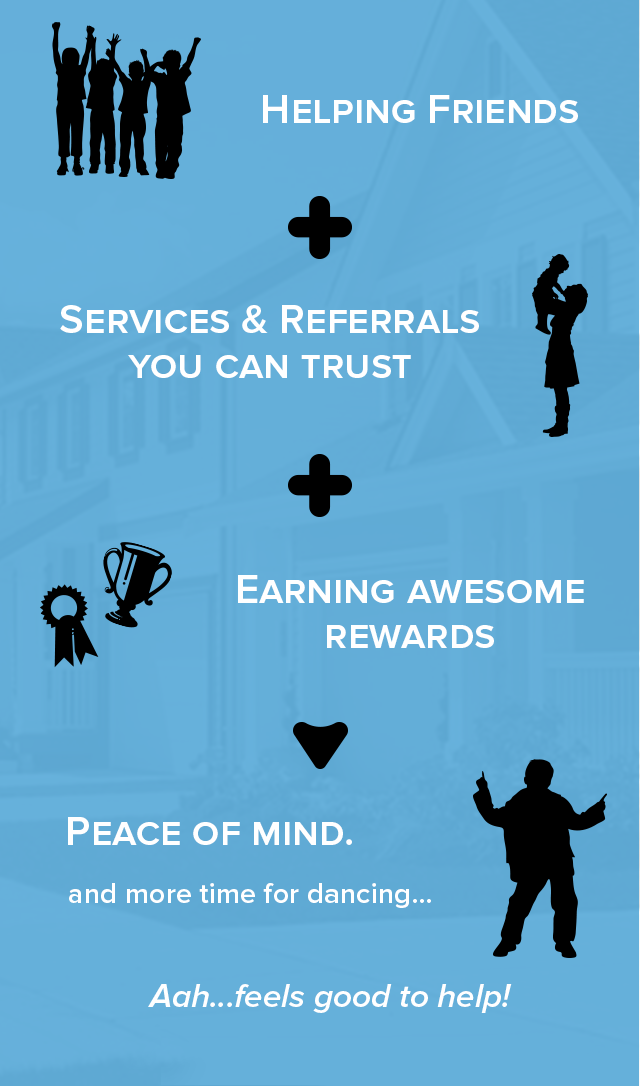 Helping Friends
Services & Referrals
you can trust
Earning awesome
rewards
Peace of mind.
and more time for dancing...
Aah...feels good to help!